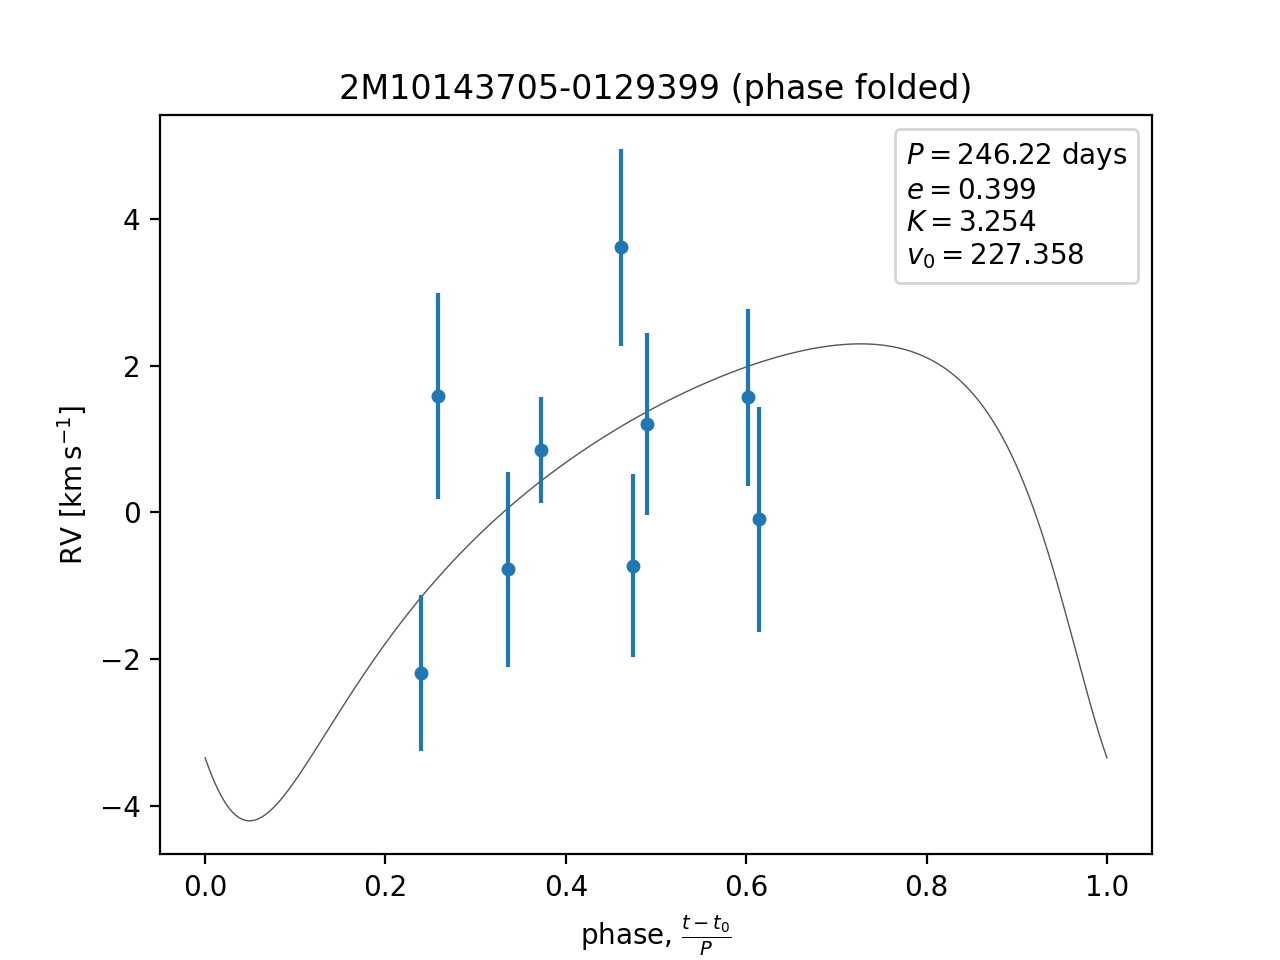 2M10143705-0129399 (phase folded)
P = 246.22 days
e = 0.399
K = 3.254
v₀ = 227.358
RV [km s⁻¹]
4
2
0
−2
−4
0.0 0.2 0.4 0.6 0.8 1.0
phase, (t − t₀)/P